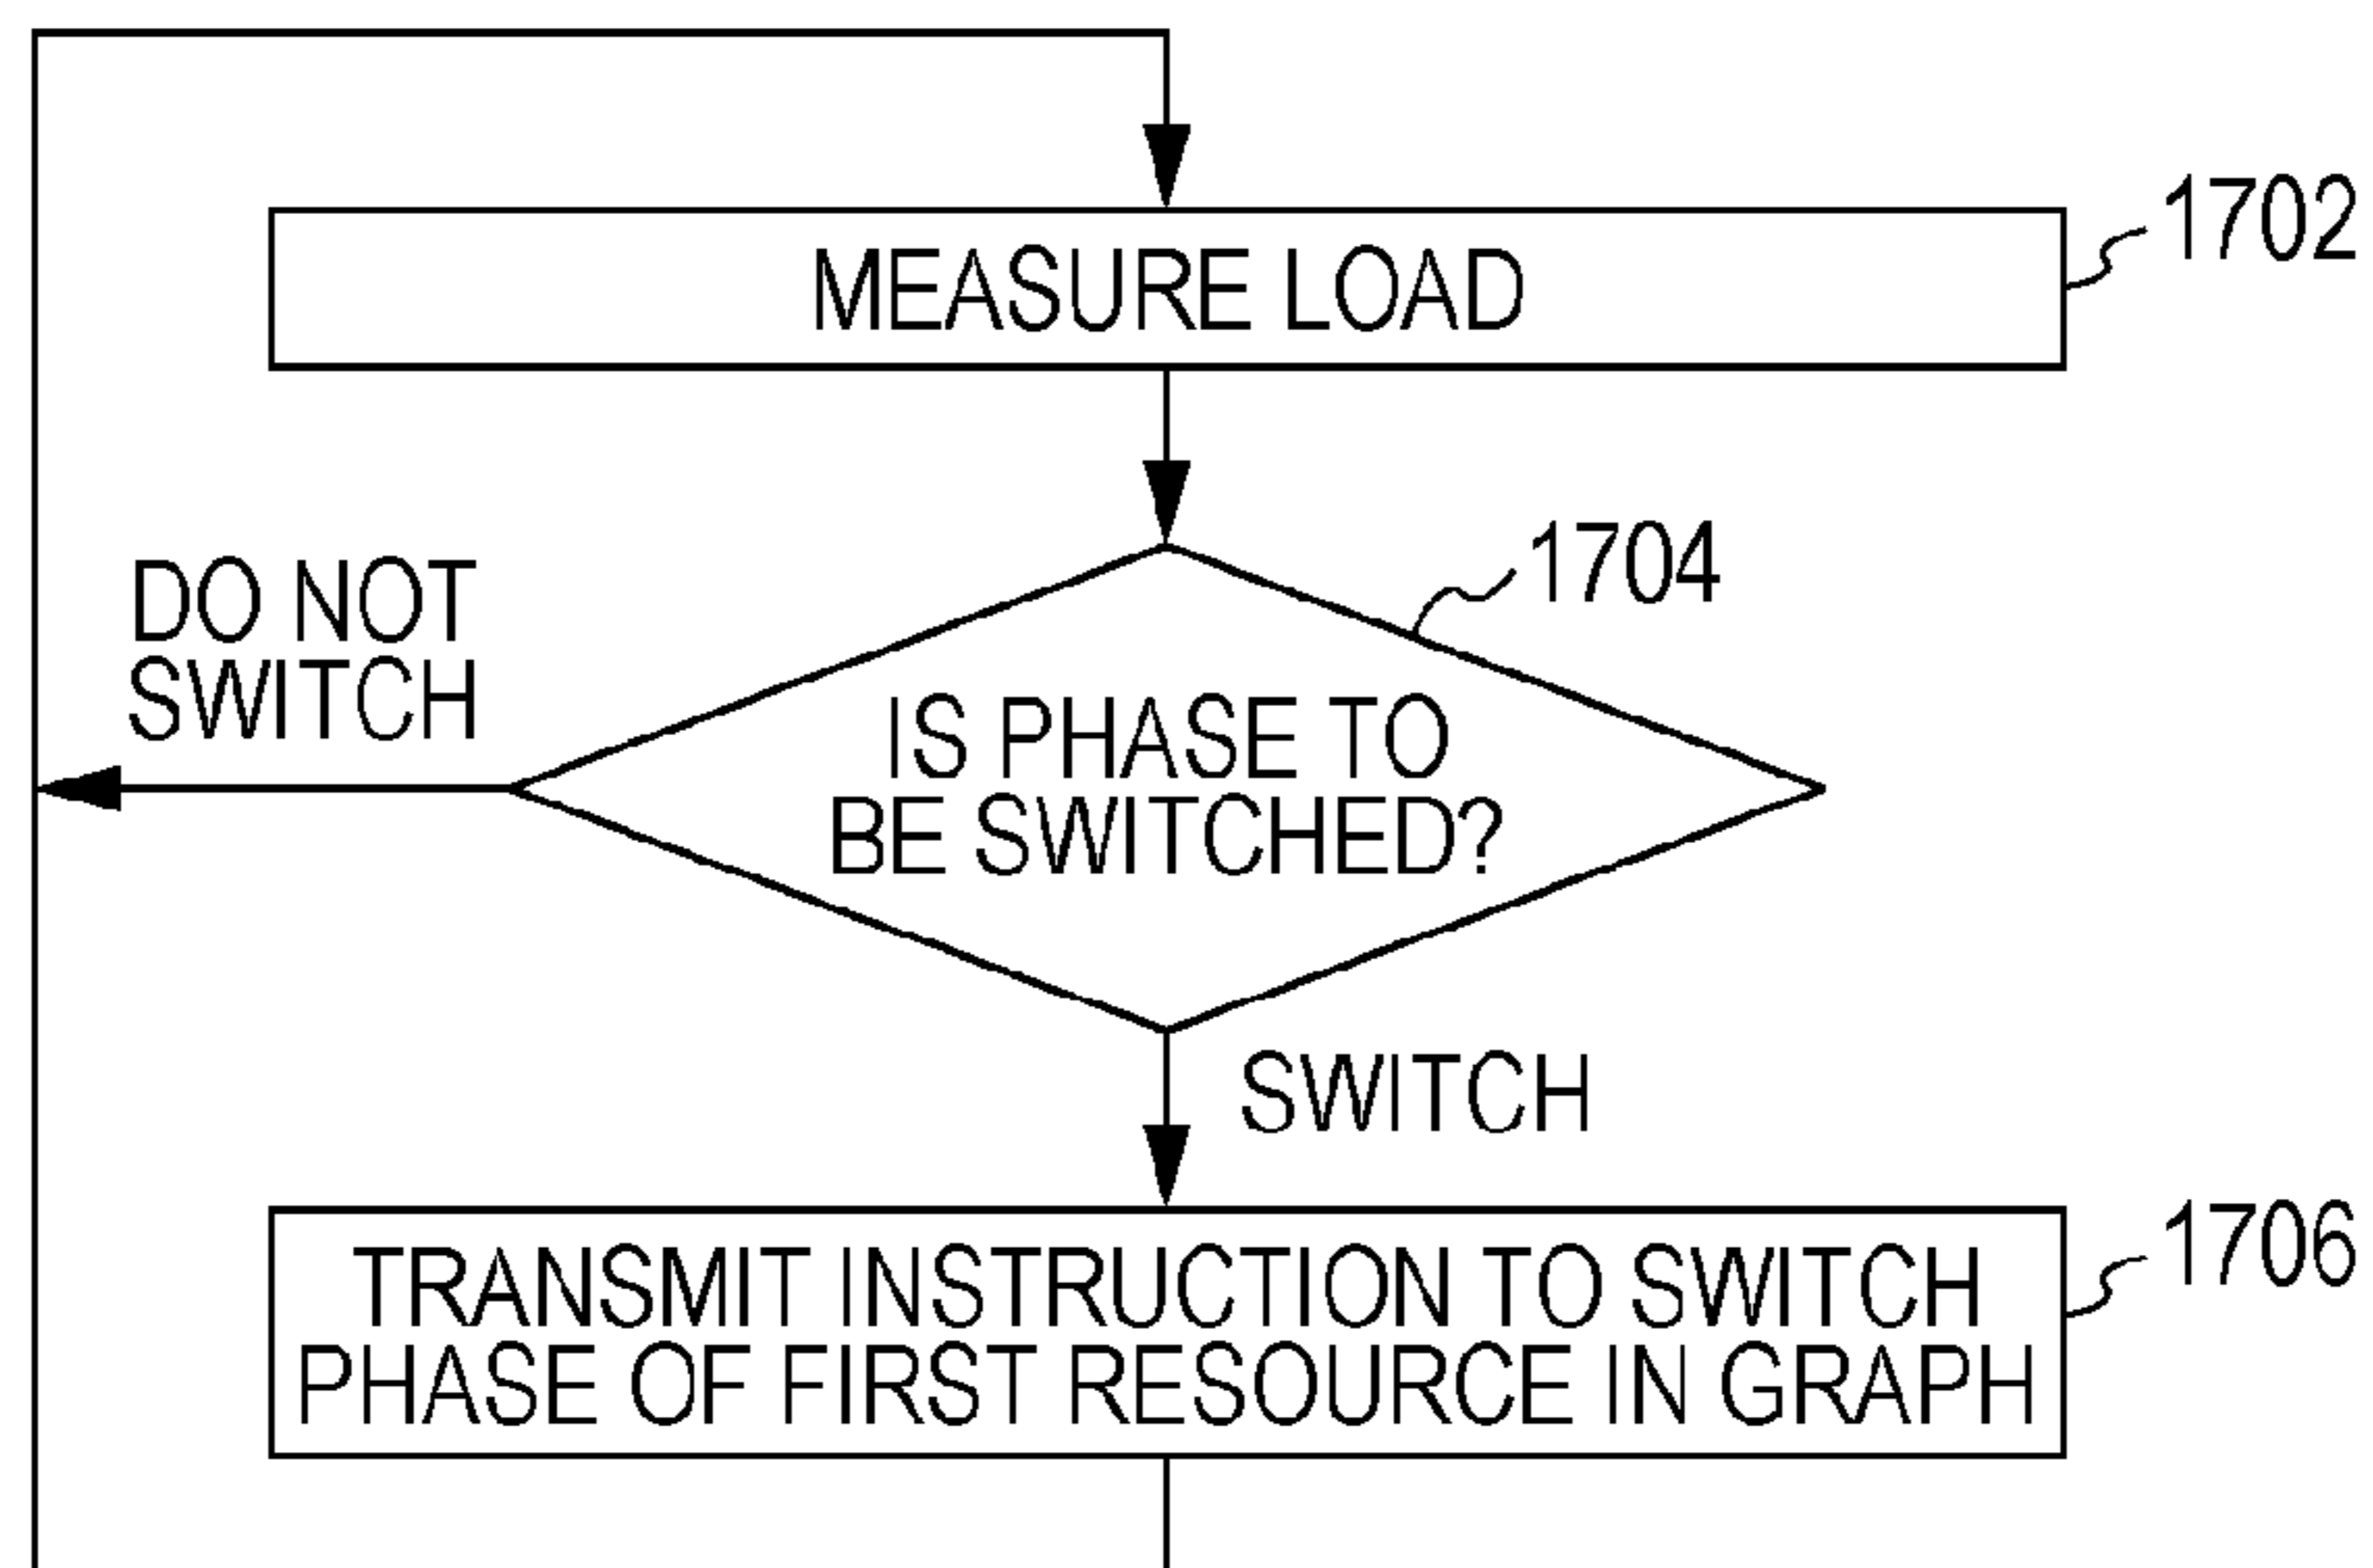 MEASURE LOAD
1702
1704
DO NOT
SWITCH
IS PHASE TO
BE SWITCHED?
SWITCH
TRANSMIT INSTRUCTION TO SWITCH
PHASE OF FIRST RESOURCE IN GRAPH
1706